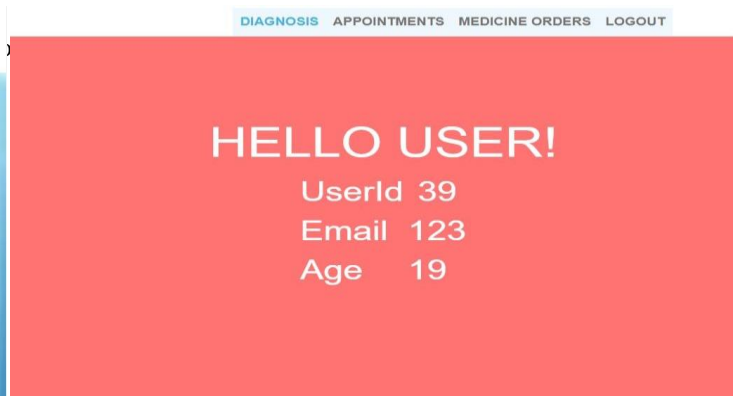 DIAGNOSIS APPOINTMENTS MEDICINE ORDERS LOGOUT
HELLO USER!
UserId 39
Email 123
Age 19